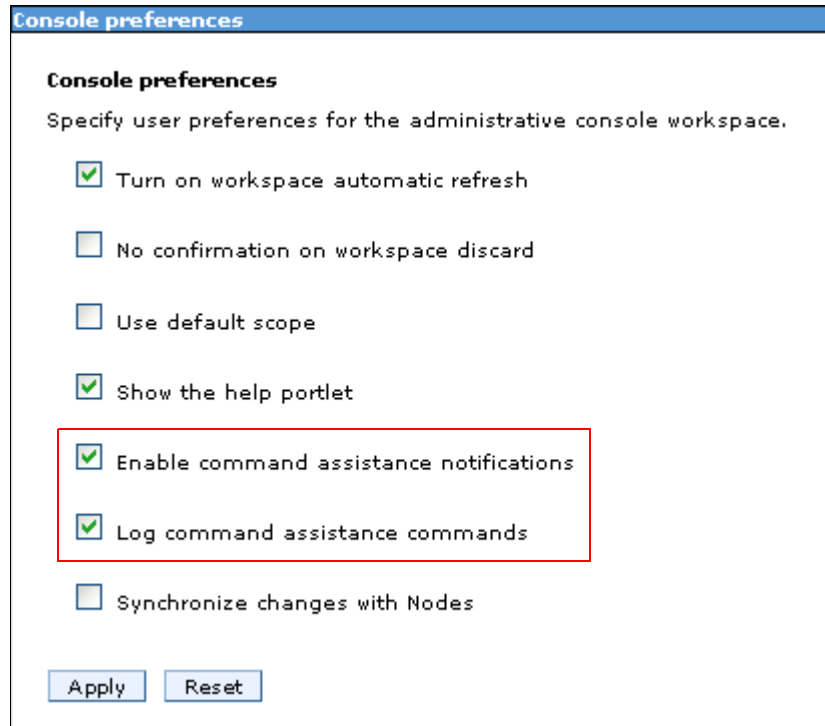 Console preferences
Console preferences
Specify user preferences for the administrative console workspace.
Turn on workspace automatic refresh
No confirmation on workspace discard
Use default scope
Show the help portlet
Enable command assistance notifications
Log command assistance commands
Synchronize changes with Nodes
Apply Reset